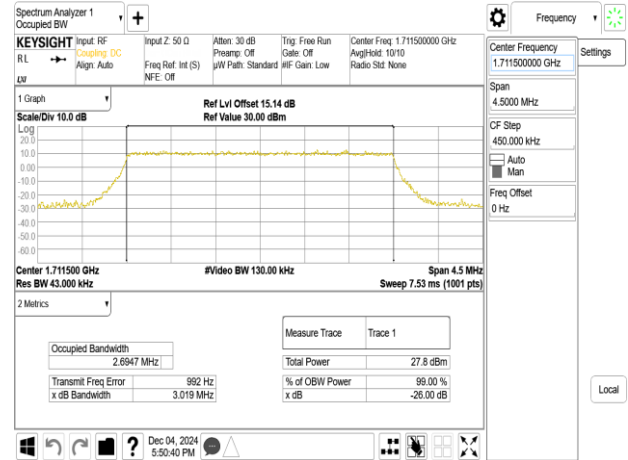 Spectrum Analyzer 1
Occupied BW
Frequency
KEYSIGHT
Input: RF
Coupling: DC
Align: Auto
Input Z: 50 Ω
Freq Ref: Int (S)
NFE: Off
Atten: 30 dB
Preamp: Off
µW Path: Standard
Trig: Free Run
Gate: Off
#IF Gain: Low
Center Freq: 1.711500000 GHz
Avg|Hold: 10/10
Radio Std: None
R L
LXI
Center Frequency
1.711500000 GHz
Settings
Span
4.5000 MHz
CF Step
450.000 kHz
Auto
Man
Freq Offset
0 Hz
Local
1 Graph
Scale/Div 10.0 dB
Ref Lvl Offset 15.14 dB
Ref Value 30.00 dBm
Log
20.0
10.0
0.00
-10.0
-20.0
-30.0
-40.0
-50.0
-60.0
Center 1.711500 GHz
#Video BW 130.00 kHz
Span 4.5 MHz
Res BW 43.000 kHz
Sweep 7.53 ms (1001 pts)
2 Metrics
Measure Trace Trace 1
Occupied Bandwidth
2.6947 MHz
Total Power 27.8 dBm
Transmit Freq Error 992 Hz
% of OBW Power 99.00 %
x dB Bandwidth 3.019 MHz
x dB -26.00 dB
?
Dec 04, 2024
5:50:40 PM